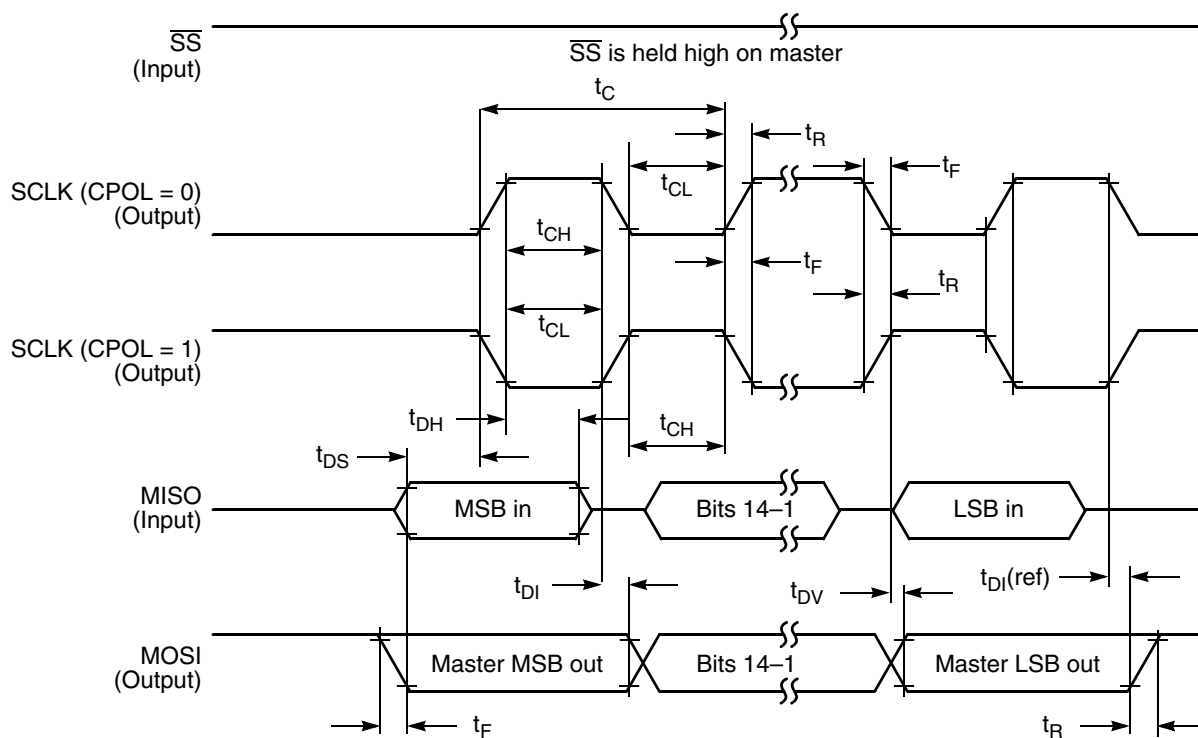 SS
(Input)
SS is held high on master
tC
tR
tF
SCLK (CPOL = 0)
(Output)
tCL
tCH
tF
tR
tCL
SCLK (CPOL = 1)
(Output)
tDH
tCH
tDS
MISO
(Input)
MSB in
Bits 14–1
LSB in
tDI
tDV
tDI(ref)
MOSI
(Output)
Master MSB out
Bits 14–1
Master LSB out
tF
tR